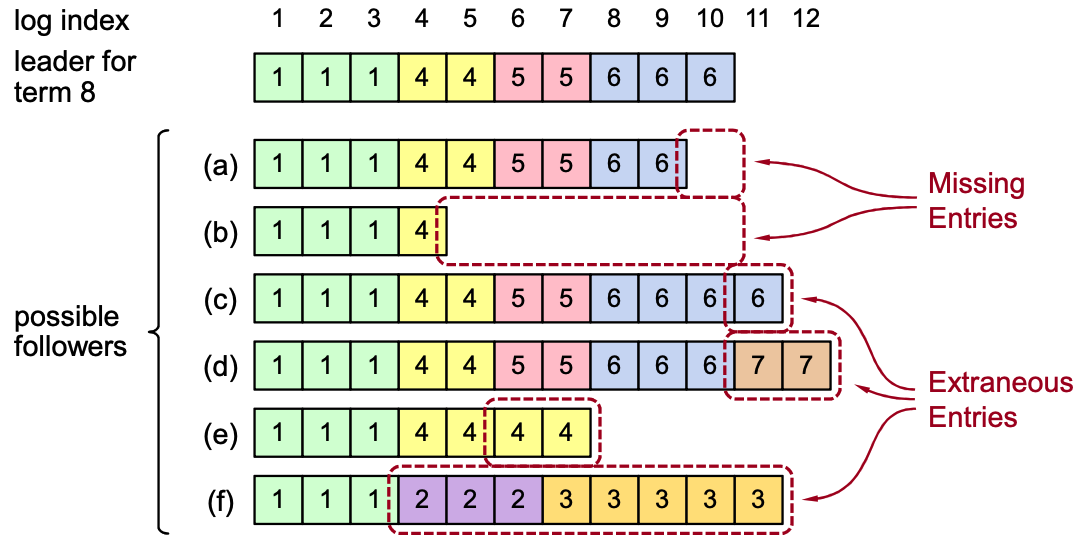 log index 1 2 3 4 5 6 7 8 9 10 11 12
leader for
term 8
1 1 1 4 4 5 5 6 6 6
(a) 1 1 1 4 4 5 5 6 6
(b) 1 1 1 4
(c) 1 1 1 4 4 5 5 6 6 6 6
(d) 1 1 1 4 4 5 5 6 6 6 7 7
(e) 1 1 1 4 4 4 4
(f) 1 1 1 2 2 2 3 3 3 3 3
possible
followers
Missing
Entries
Extraneous
Entries